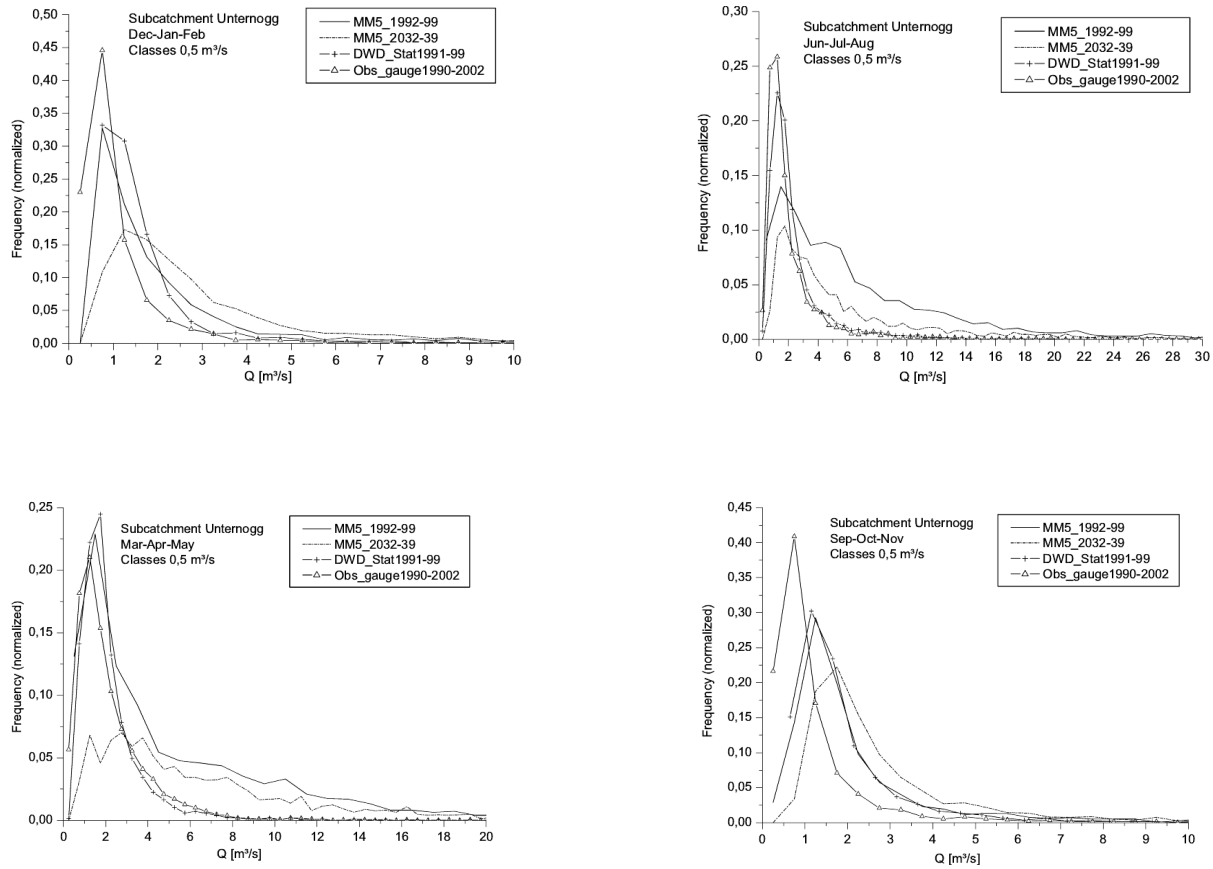 Subcatchment Unternogg
Dec-Jan-Feb
Classes 0,5 m³/s
MM5_1992-99
MM5_2032-39
DWD_Stat1991-99
Obs_gauge1990-2002
Frequency (normalized)
0,50
0,45
0,40
0,35
0,30
0,25
0,20
0,15
0,10
0,05
0,00
0 1 2 3 4 5 6 7 8 9 10
Q [m³/s]
Subcatchment Unternogg
Jun-Jul-Aug
Classes 0,5 m³/s
MM5_1992-99
MM5_2032-39
DWD_Stat1991-99
Obs_gauge1990-2002
Frequency (normalized)
0,30
0,25
0,20
0,15
0,10
0,05
0,00
0 2 4 6 8 10 12 14 16 18 20 22 24 26 28 30
Q [m³/s]
Subcatchment Unternogg
Mar-Apr-May
Classes 0,5 m³/s
MM5_1992-99
MM5_2032-39
DWD_Stat1991-99
Obs_gauge1990-2002
Frequency (normalized)
0,25
0,20
0,15
0,10
0,05
0,00
0 2 4 6 8 10 12 14 16 18 20
Q [m³/s]
Subcatchment Unternogg
Sep-Oct-Nov
Classes 0,5 m³/s
MM5_1992-99
MM5_2032-39
DWD_Stat1991-99
Obs_gauge1990-2002
Frequency (normalized)
0,45
0,40
0,35
0,30
0,25
0,20
0,15
0,10
0,05
0,00
0 1 2 3 4 5 6 7 8 9 10
Q [m³/s]